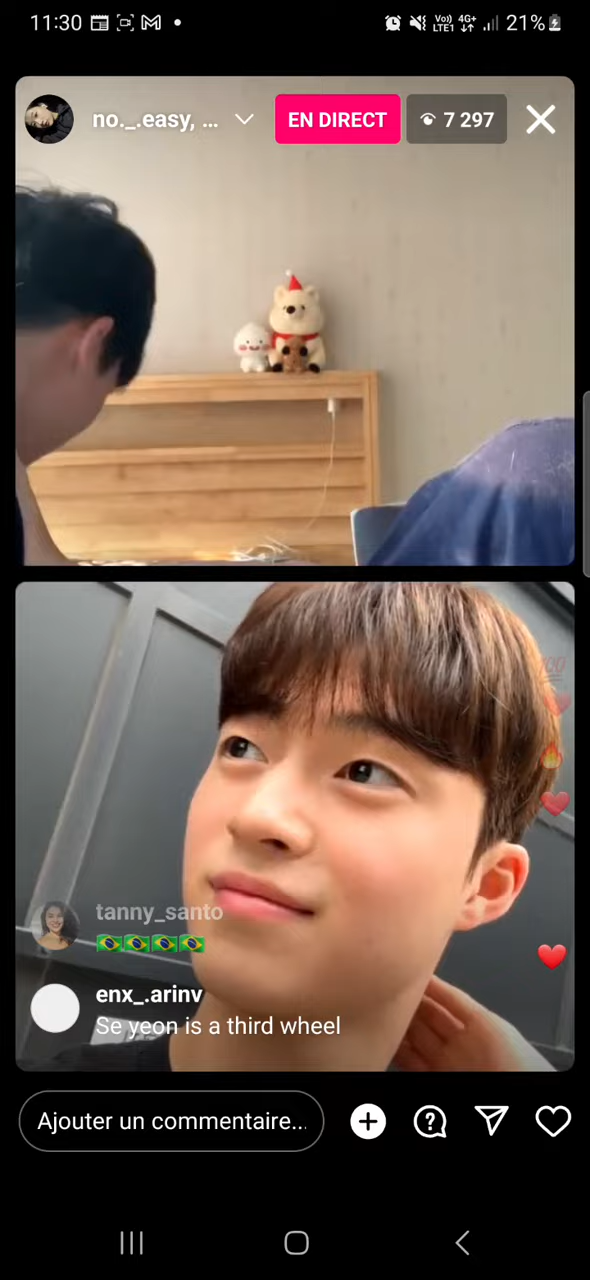 11:30
Vo))
LTE1
4G+
21%
no._.easy, ...
EN DIRECT
7 297
100
tanny_santo
🇧🇷🇧🇷🇧🇷🇧🇷
enx_.arinv
Se yeon is a third wheel
Ajouter un commentaire...